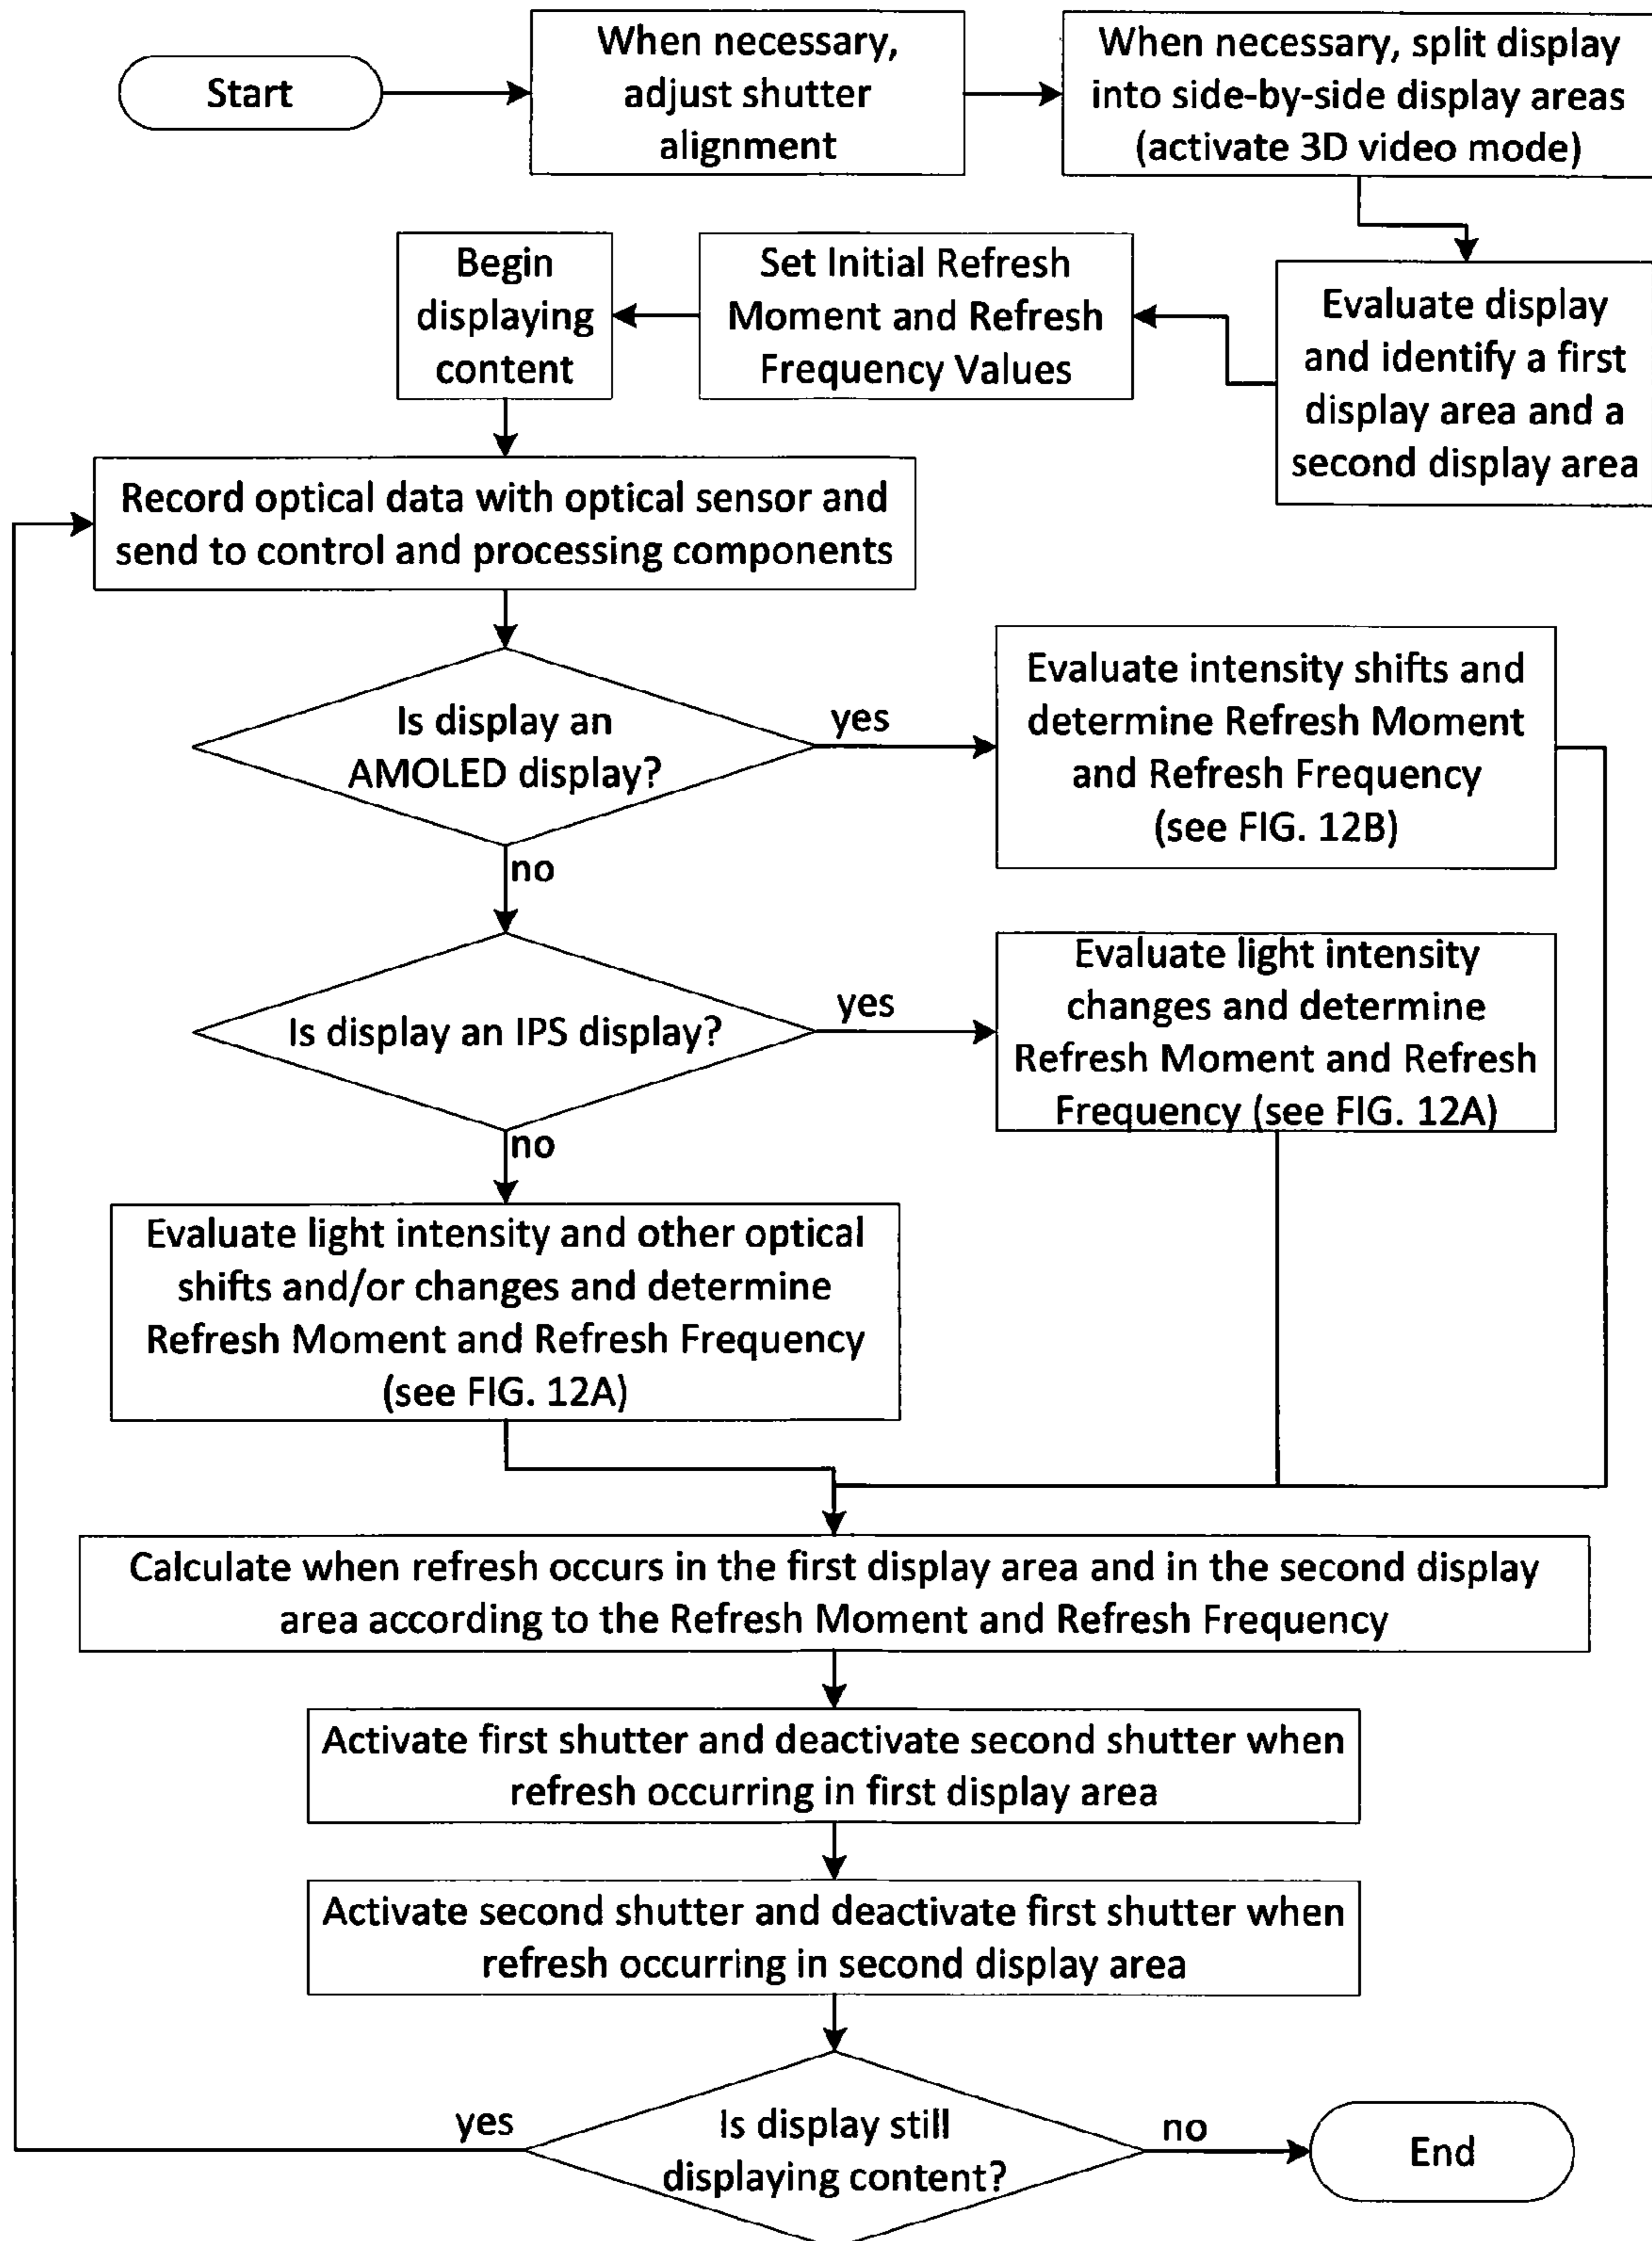 Start
When necessary,
adjust shutter
alignment
When necessary, split display
into side-by-side display areas
(activate 3D video mode)
Evaluate display
and identify a first
display area and a
second display area
Set Initial Refresh
Moment and Refresh
Frequency Values
Begin
displaying
content
Record optical data with optical sensor and
send to control and processing components
Is display an
AMOLED display?
yes
Evaluate intensity shifts and
determine Refresh Moment
and Refresh Frequency
(see FIG. 12B)
no
Is display an IPS display?
yes
Evaluate light intensity
changes and determine
Refresh Moment and Refresh
Frequency (see FIG. 12A)
no
Evaluate light intensity and other optical
shifts and/or changes and determine
Refresh Moment and Refresh Frequency
(see FIG. 12A)
Calculate when refresh occurs in the first display area and in the second display
area according to the Refresh Moment and Refresh Frequency
Activate first shutter and deactivate second shutter when
refresh occurring in first display area
Activate second shutter and deactivate first shutter when
refresh occurring in second display area
Is display still
displaying content?
yes
no
End